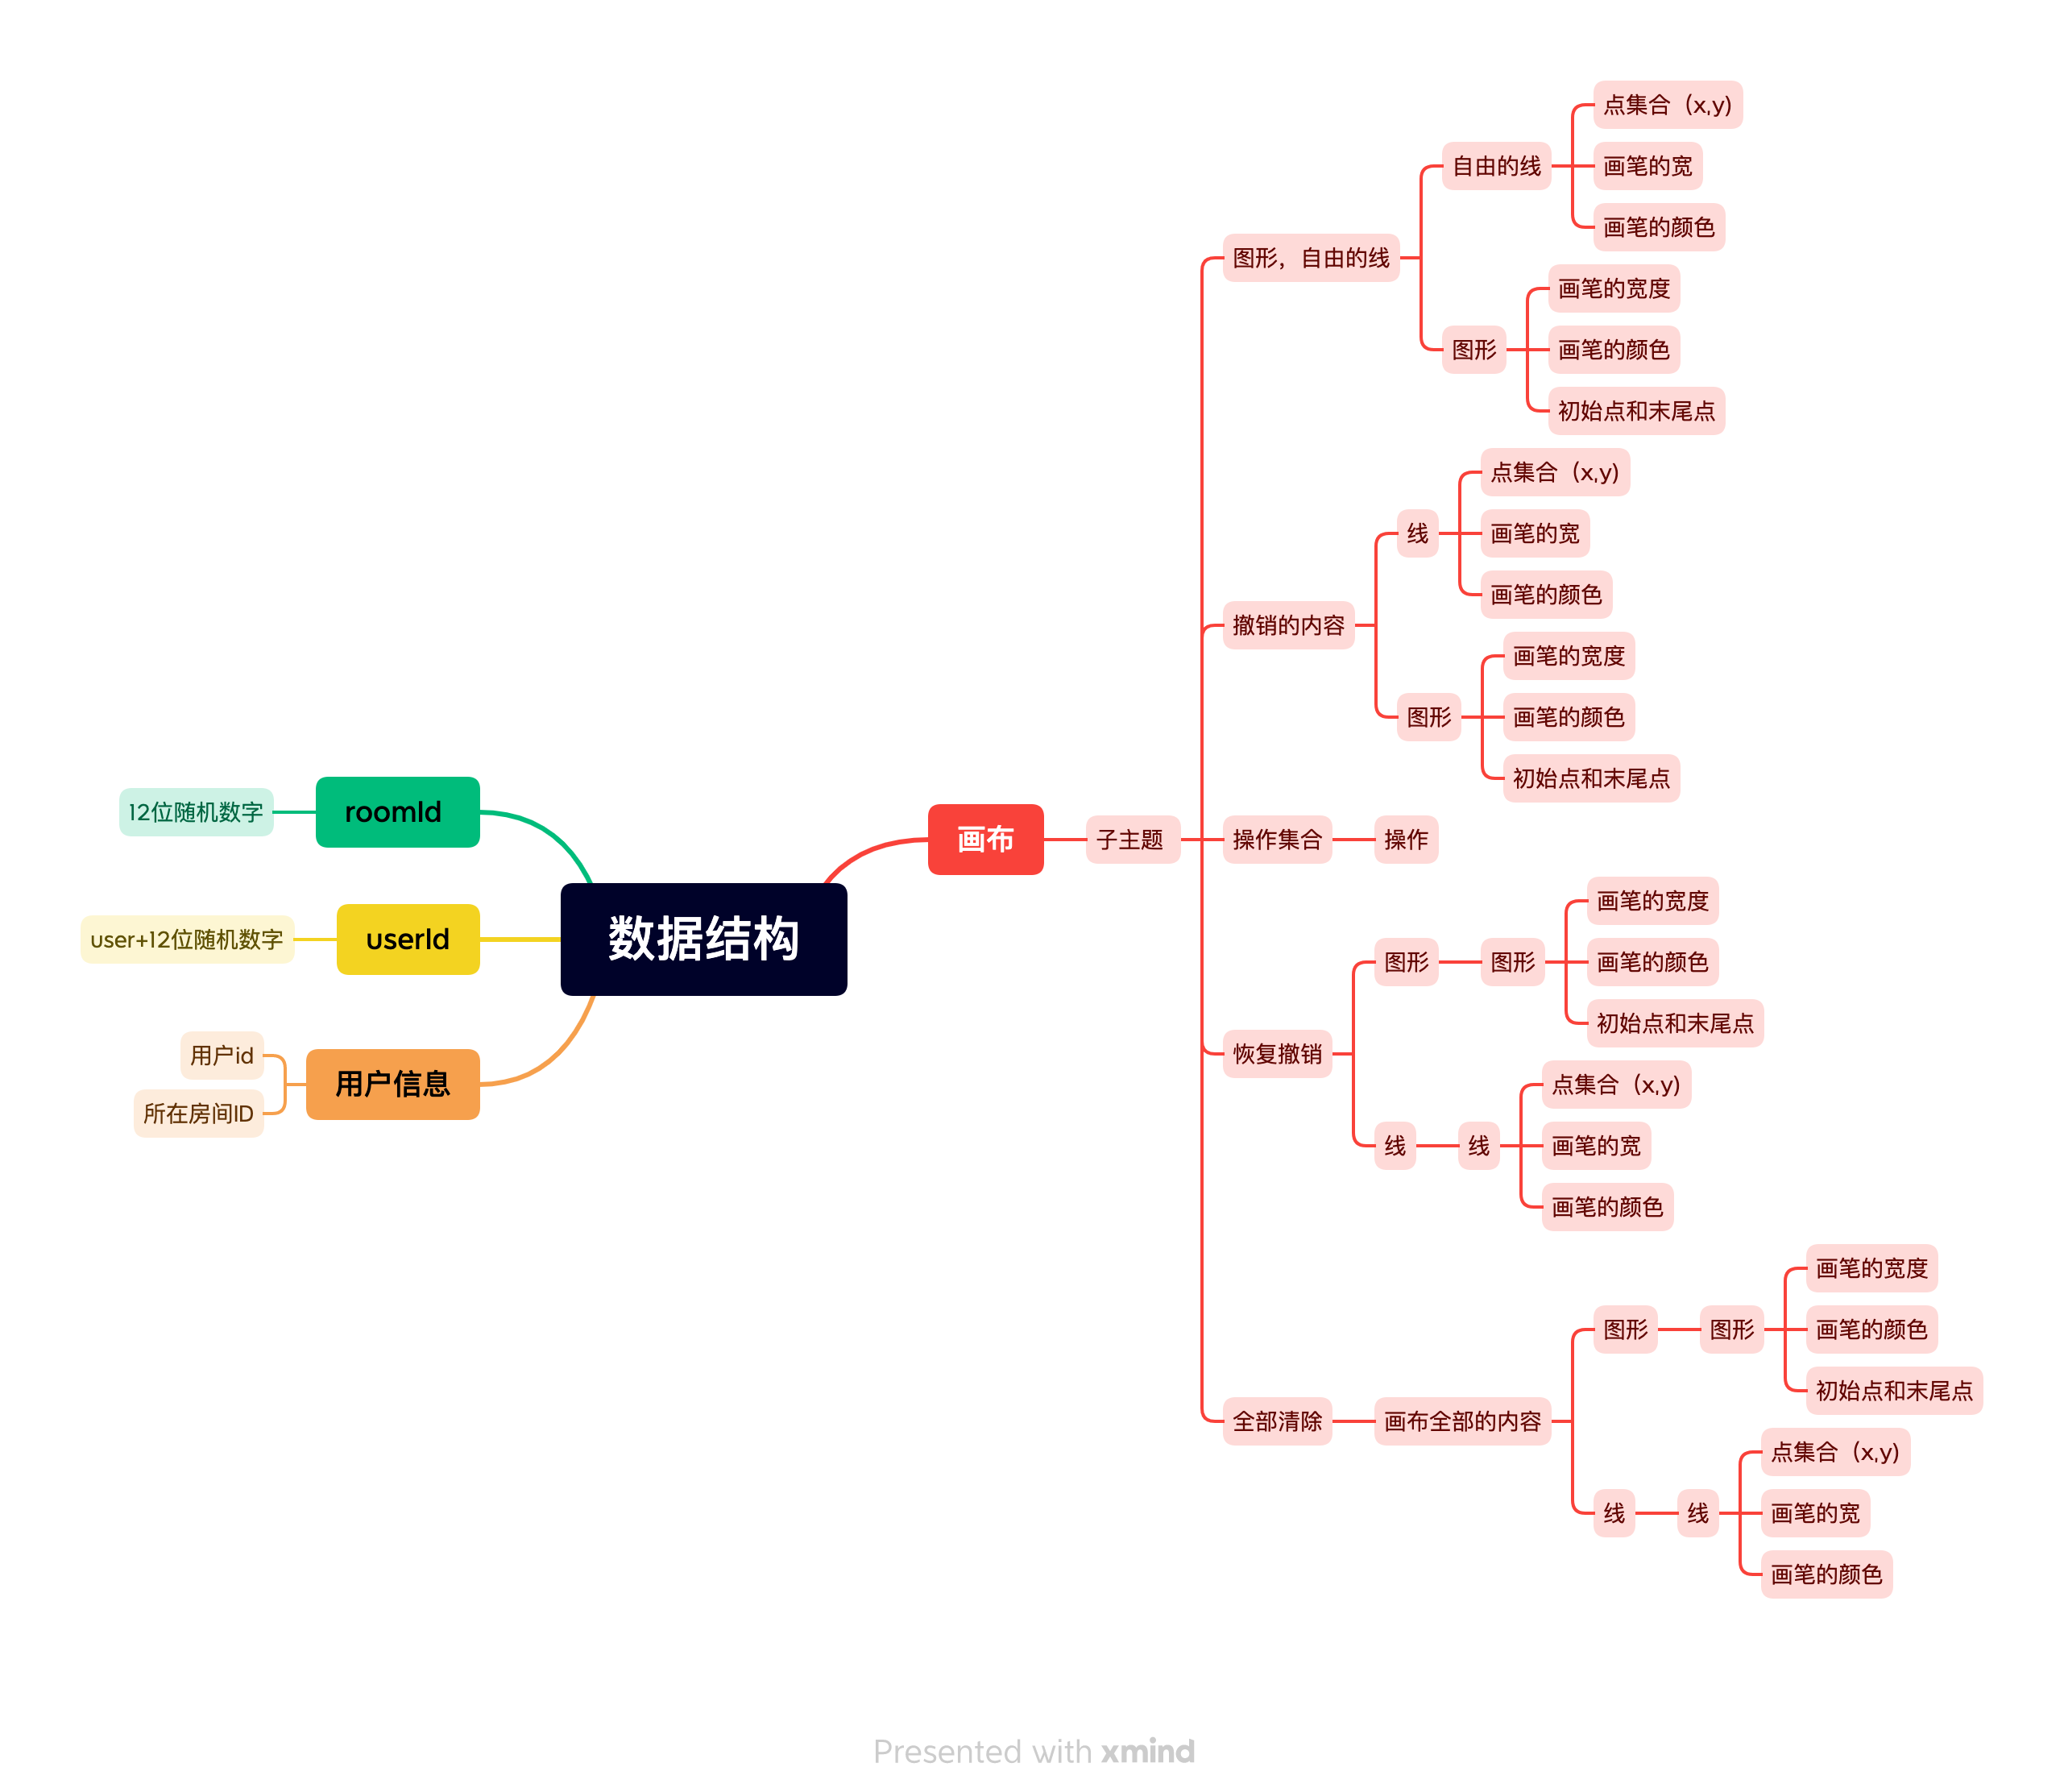 数据结构
画布
子主题
图形，自由的线
自由的线
点集合（x,y)
画笔的宽
画笔的颜色
图形
画笔的宽度
画笔的颜色
初始点和末尾点
撤销的内容
线
点集合（x,y)
画笔的宽
画笔的颜色
图形
画笔的宽度
画笔的颜色
初始点和末尾点
操作集合
操作
恢复撤销
图形
图形
画笔的宽度
画笔的颜色
初始点和末尾点
线
线
点集合（x,y)
画笔的宽
画笔的颜色
全部清除
画布全部的内容
图形
图形
画笔的宽度
画笔的颜色
初始点和末尾点
线
线
点集合（x,y)
画笔的宽
画笔的颜色
roomId
12位随机数字
userId
user+12位随机数字
用户信息
用户id
所在房间ID
Presented with xmind